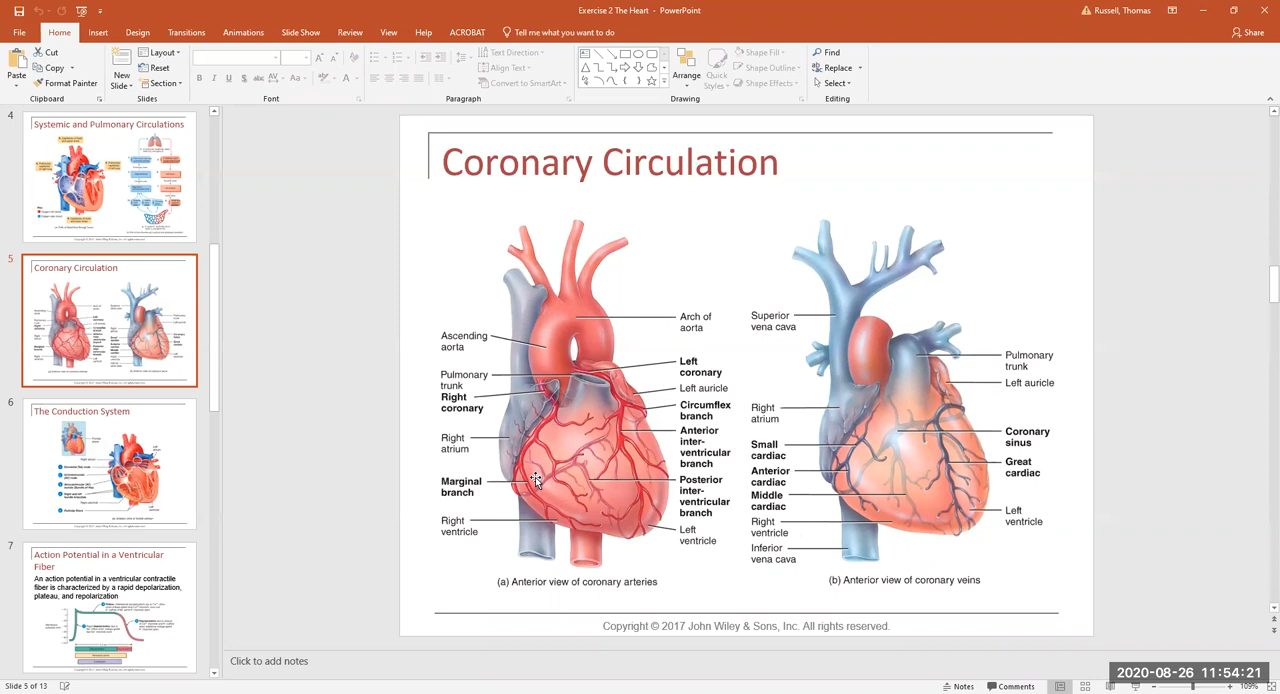 Exercise 2 The Heart - PowerPoint
Russell, Thomas
File Home Insert Design Transitions Animations Slide Show Review View Help ACROBAT Tell me what you want to do
Share
Paste
Cut
Copy
Format Painter
Clipboard
New
Slide
Layout
Reset
Section
Slides
Font
Text Direction
Align Text
Convert to SmartArt
Paragraph
Arrange
Quick
Styles
Shape Fill
Shape Outline
Shape Effects
Drawing
Find
Replace
Select
Editing
4
Systemic and Pulmonary Circulations
5
Coronary Circulation
6
The Conduction System
7
Action Potential in a Ventricular
Fiber
An action potential in a ventricular contractile
fiber is characterized by a rapid depolarization,
plateau, and repolarization
Coronary Circulation
Ascending
aorta
Pulmonary
trunk
Right
coronary
Right
atrium
Marginal
branch
Right
ventricle
Arch of
aorta
Left
coronary
Left auricle
Circumflex
branch
Anterior
inter-
ventricular
branch
Posterior
inter-
ventricular
branch
Left
ventricle
(a) Anterior view of coronary arteries
Superior
vena cava
Right
atrium
Small
cardiac
Anterior
cardiac
Middle
cardiac
Right
ventricle
Inferior
vena cava
Pulmonary
trunk
Left auricle
Coronary
sinus
Great
cardiac
Left
ventricle
(b) Anterior view of coronary veins
Copyright © 2017 John Wiley & Sons, Inc. All rights reserved.
Click to add notes
2020-08-26 11:54:21
Slide 5 of 13
Notes
Comments
109%